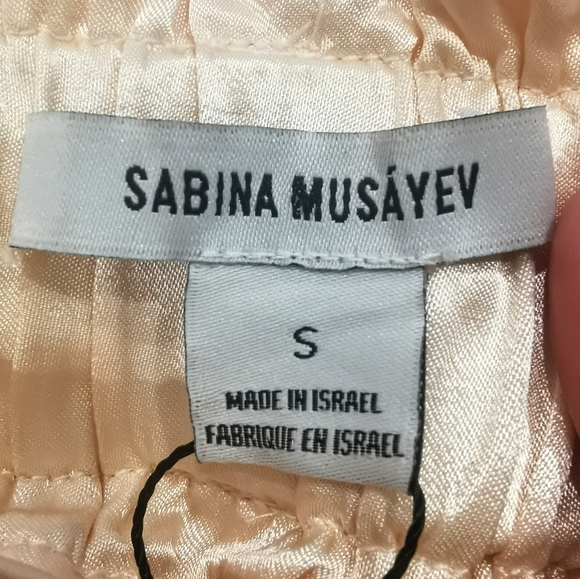 SABINA MUSÁYEV
S
MADE IN ISRAEL
FABRIQUE EN ISRAEL